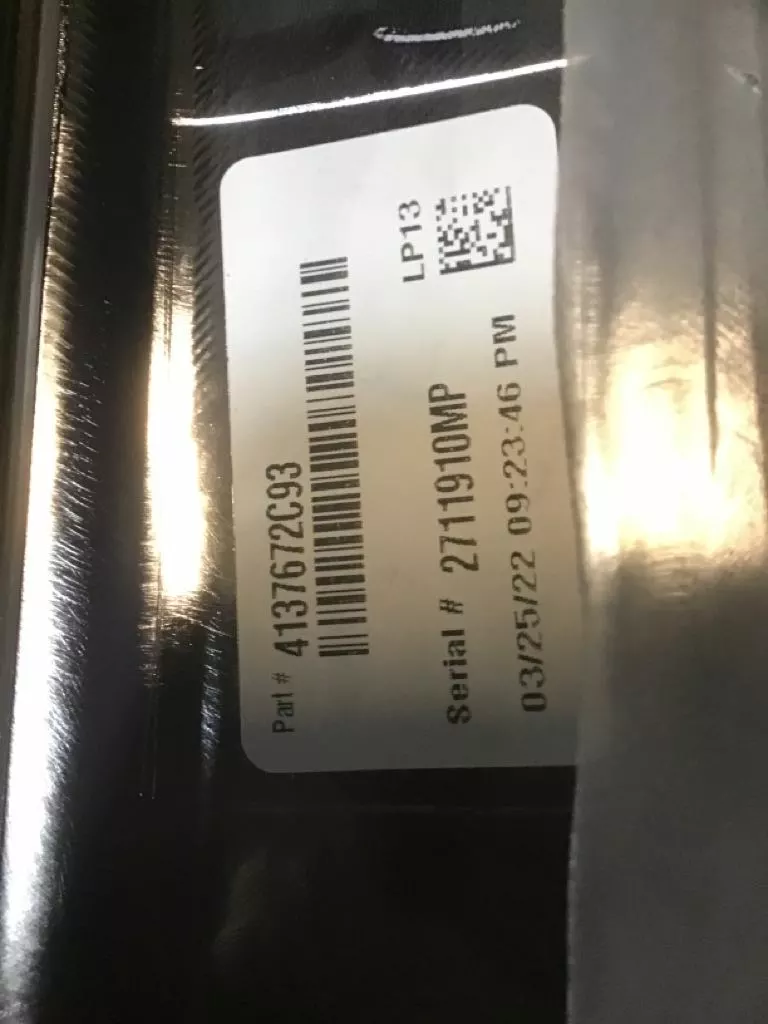 LP13
Part # 4137672C93
Serial # 2711910MP
03/25/22 09:23:46 PM